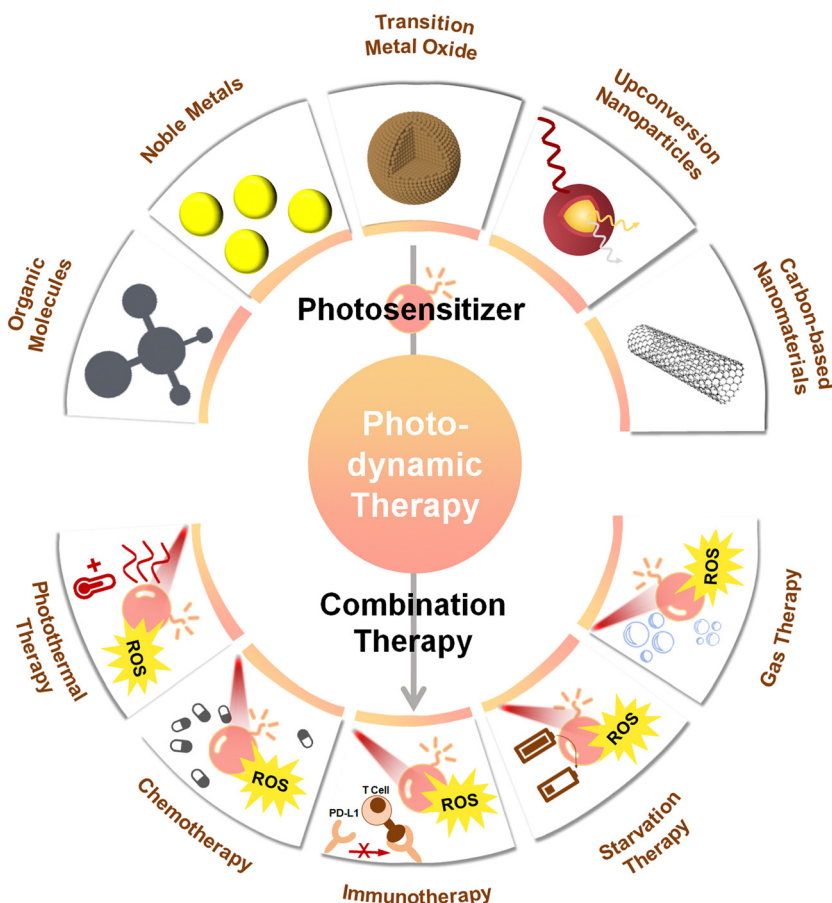 Transition
Metal Oxide
Noble Metals
Upconversion
Nanoparticles
Organic
Molecules
Carbon-based
Nanomaterials
Photosensitizer
Photo-
dynamic
Therapy
Combination
Therapy
Photothermal
Therapy
ROS
Chemotherapy
ROS
Immunotherapy
T Cell
PD-L1
ROS
Starvation
Therapy
ROS
Gas Therapy
ROS